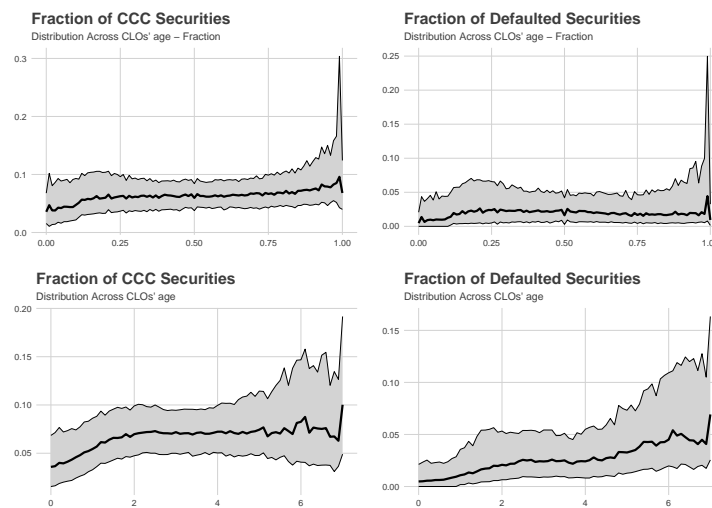 Fraction of CCC Securities
Distribution Across CLOs' age – Fraction
0.3
0.2
0.1
0.0
0.00 0.25 0.50 0.75 1.00
Fraction of Defaulted Securities
Distribution Across CLOs' age – Fraction
0.25
0.20
0.15
0.10
0.05
0.00
0.00 0.25 0.50 0.75 1.0
Fraction of CCC Securities
Distribution Across CLOs' age
0.20
0.15
0.10
0.05
0 2 4 6
Fraction of Defaulted Securities
Distribution Across CLOs' age
0.15
0.10
0.05
0.00
0 2 4 6